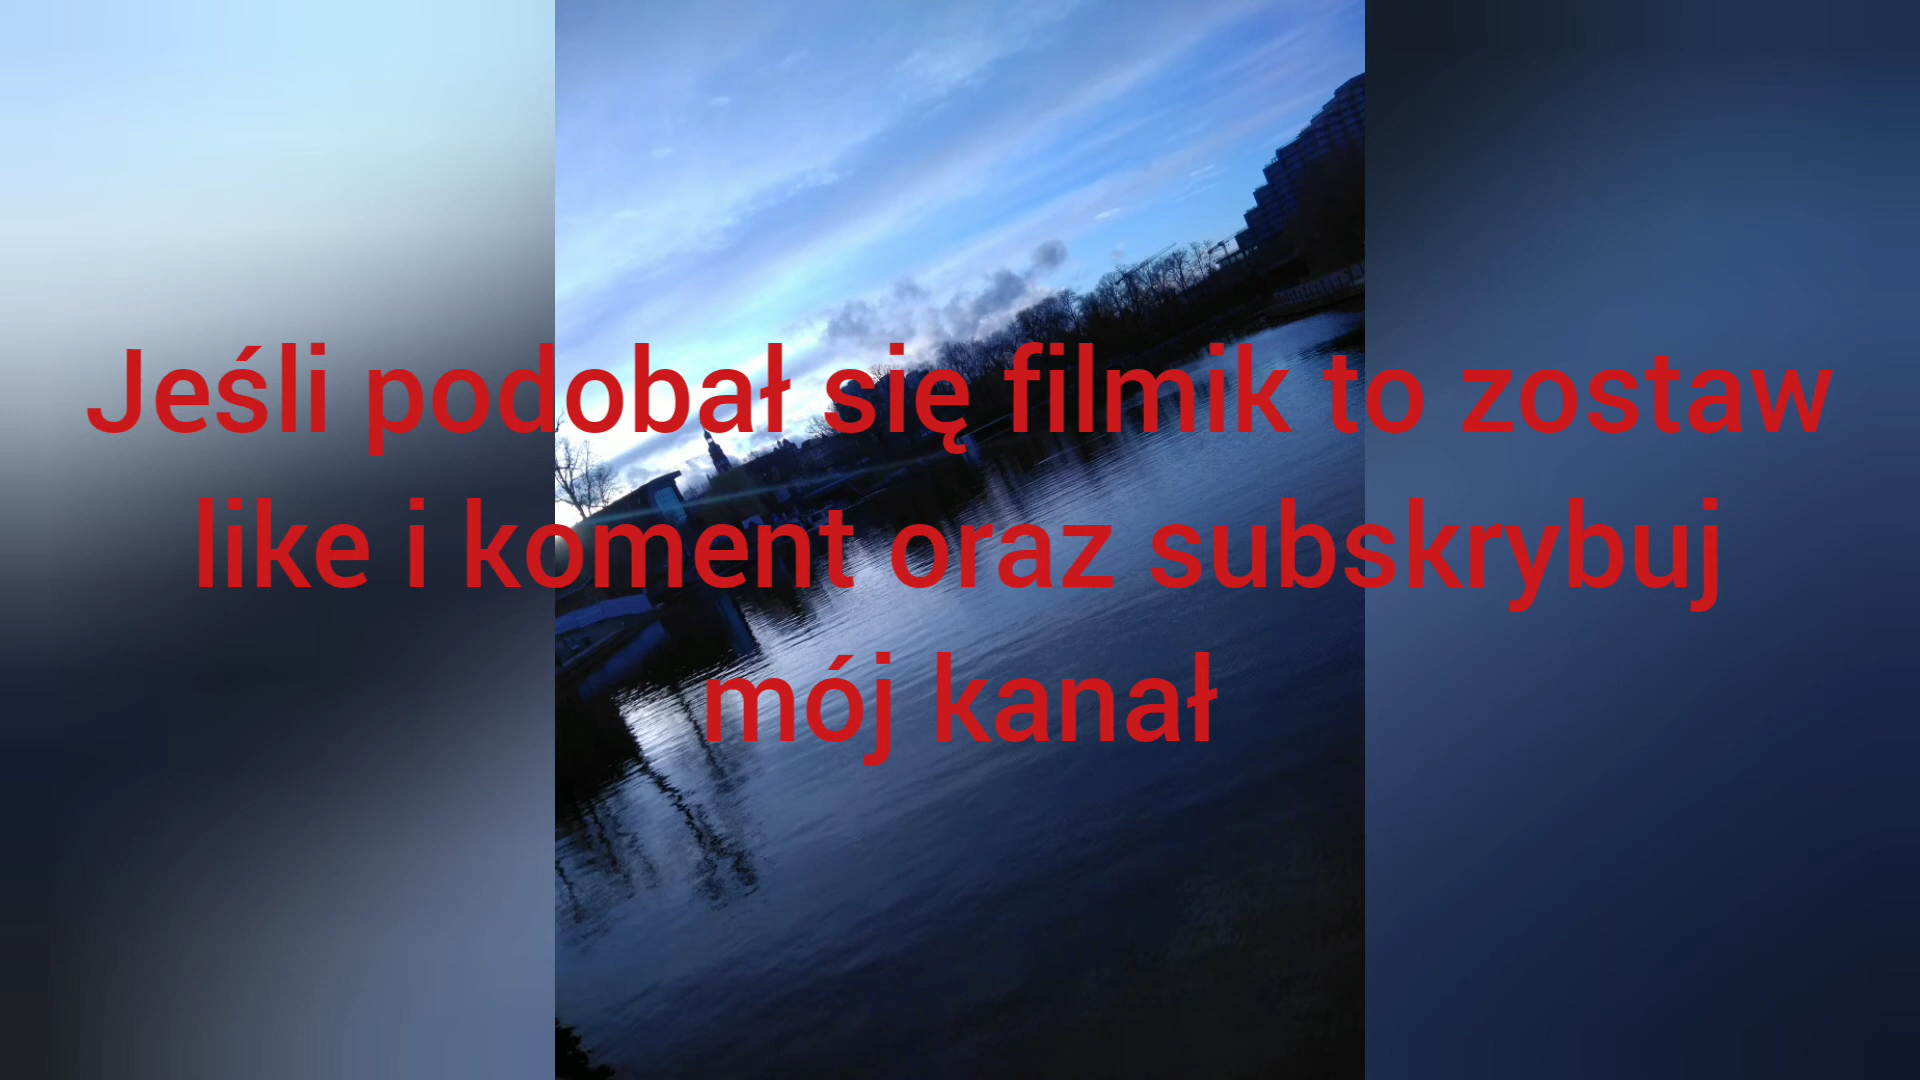 Jeśli podobał się filmik to zostaw
like i koment oraz subskrybuj
mój kanał